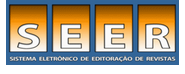 SEER
SISTEMA ELETRÔNICO DE EDITORAÇÃO DE REVISTAS